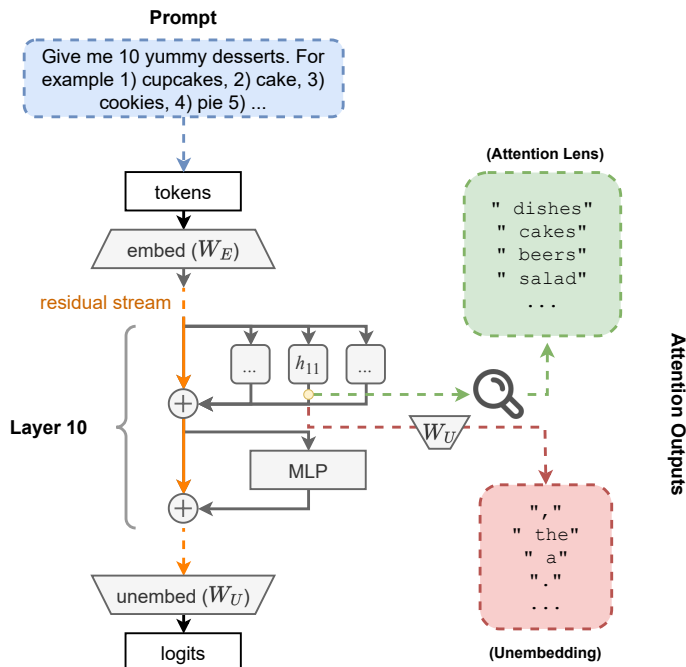 Prompt
Give me 10 yummy desserts. For
example 1) cupcakes, 2) cake, 3)
cookies, 4) pie 5) ...
tokens
embed (W_E)
residual stream
... h_11 ...
Layer 10
MLP
unembed (W_U)
logits
(Attention Lens)
" dishes"
" cakes"
" beers"
" salad"
...
W_U
","
" the"
" a"
"."
...
(Unembedding)
Attention Outputs